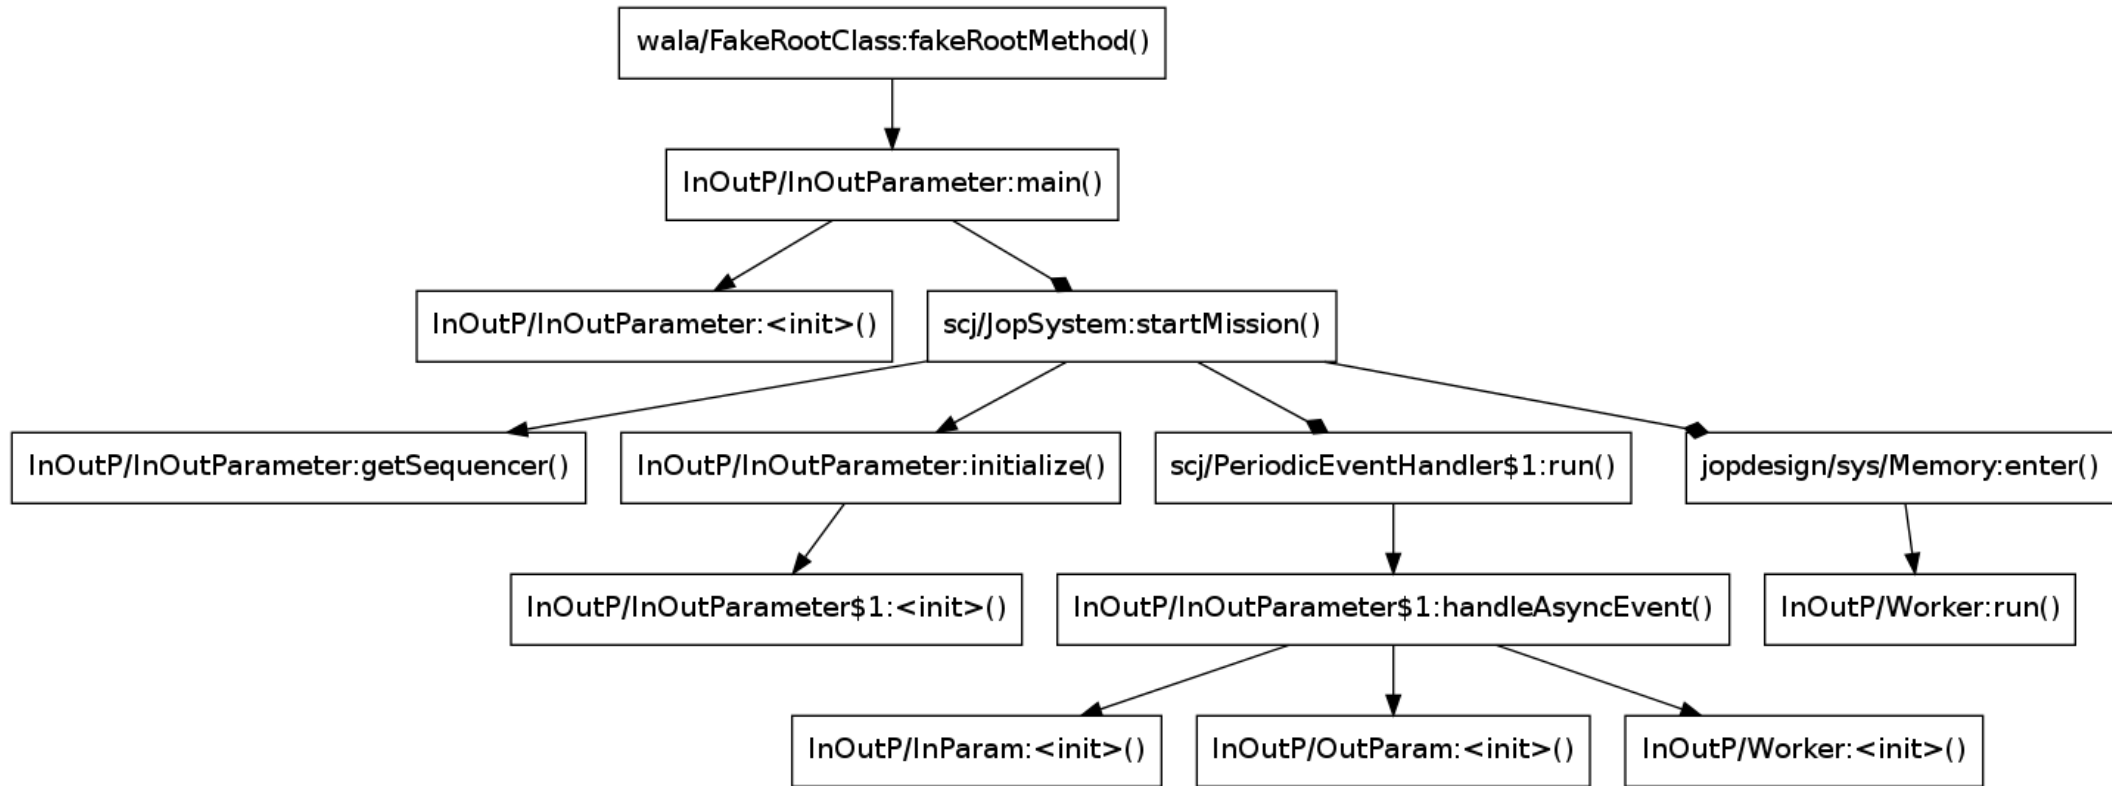 wala/FakeRootClass:fakeRootMethod()
InOutP/InOutParameter:main()
InOutP/InOutParameter:<init>()
scj/JopSystem:startMission()
InOutP/InOutParameter:getSequencer()
InOutP/InOutParameter:initialize()
scj/PeriodicEventHandler$1:run()
jopdesign/sys/Memory:enter()
InOutP/InOutParameter$1:<init>()
InOutP/InOutParameter$1:handleAsyncEvent()
InOutP/Worker:run()
InOutP/InParam:<init>()
InOutP/OutParam:<init>()
InOutP/Worker:<init>()